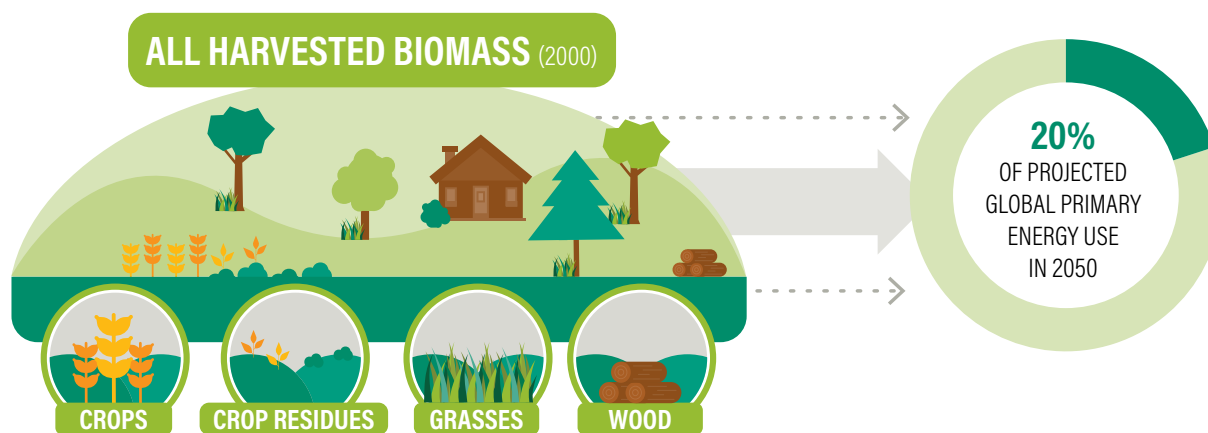 ALL HARVESTED BIOMASS (2000)
20%
OF PROJECTED
GLOBAL PRIMARY
ENERGY USE
IN 2050
CROPS
CROP RESIDUES
GRASSES
WOOD